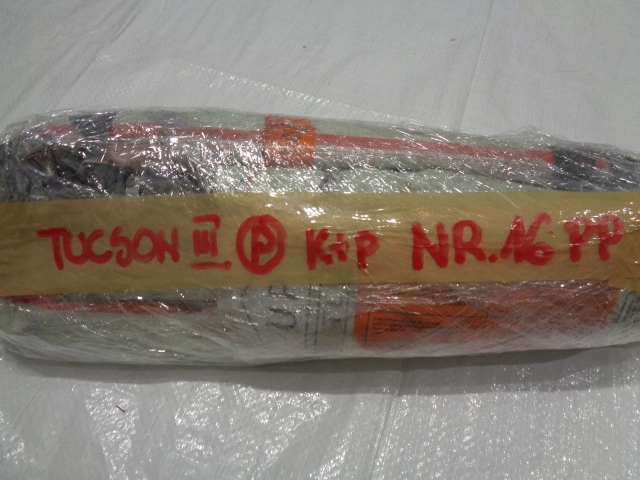 TUCSON III P K+P NR.16 PP